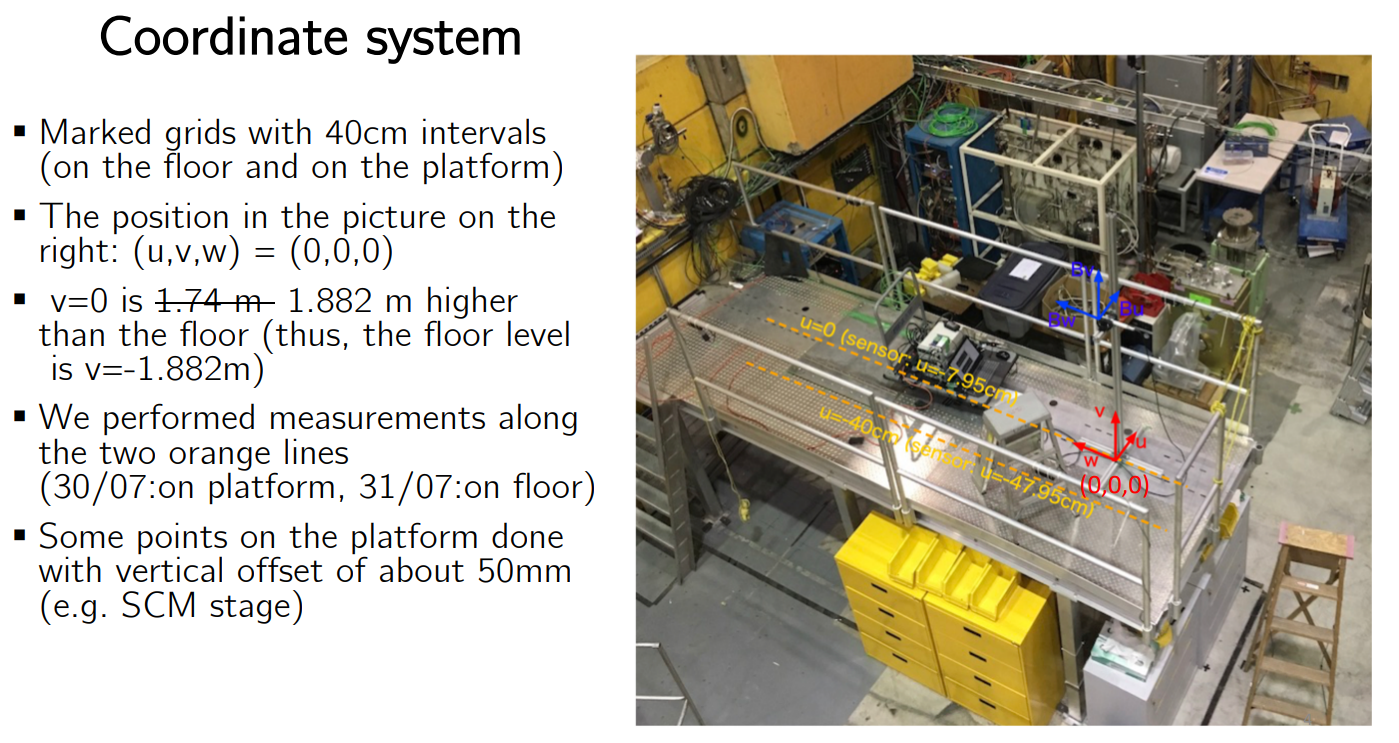 Coordinate system
▪ Marked grids with 40cm intervals
(on the floor and on the platform)
▪ The position in the picture on the
right: (u,v,w) = (0,0,0)
▪ v=0 is 1.74 m 1.882 m higher
than the floor (thus, the floor level
is v=-1.882m)
▪ We performed measurements along
the two orange lines
(30/07:on platform, 31/07:on floor)
▪ Some points on the platform done
with vertical offset of about 50mm
(e.g. SCM stage)
Bv
Bu
Bw
u=0 (sensor: u=-7.95cm)
u=-40cm (sensor: u=-47.95cm)
v
u
w
(0,0,0)